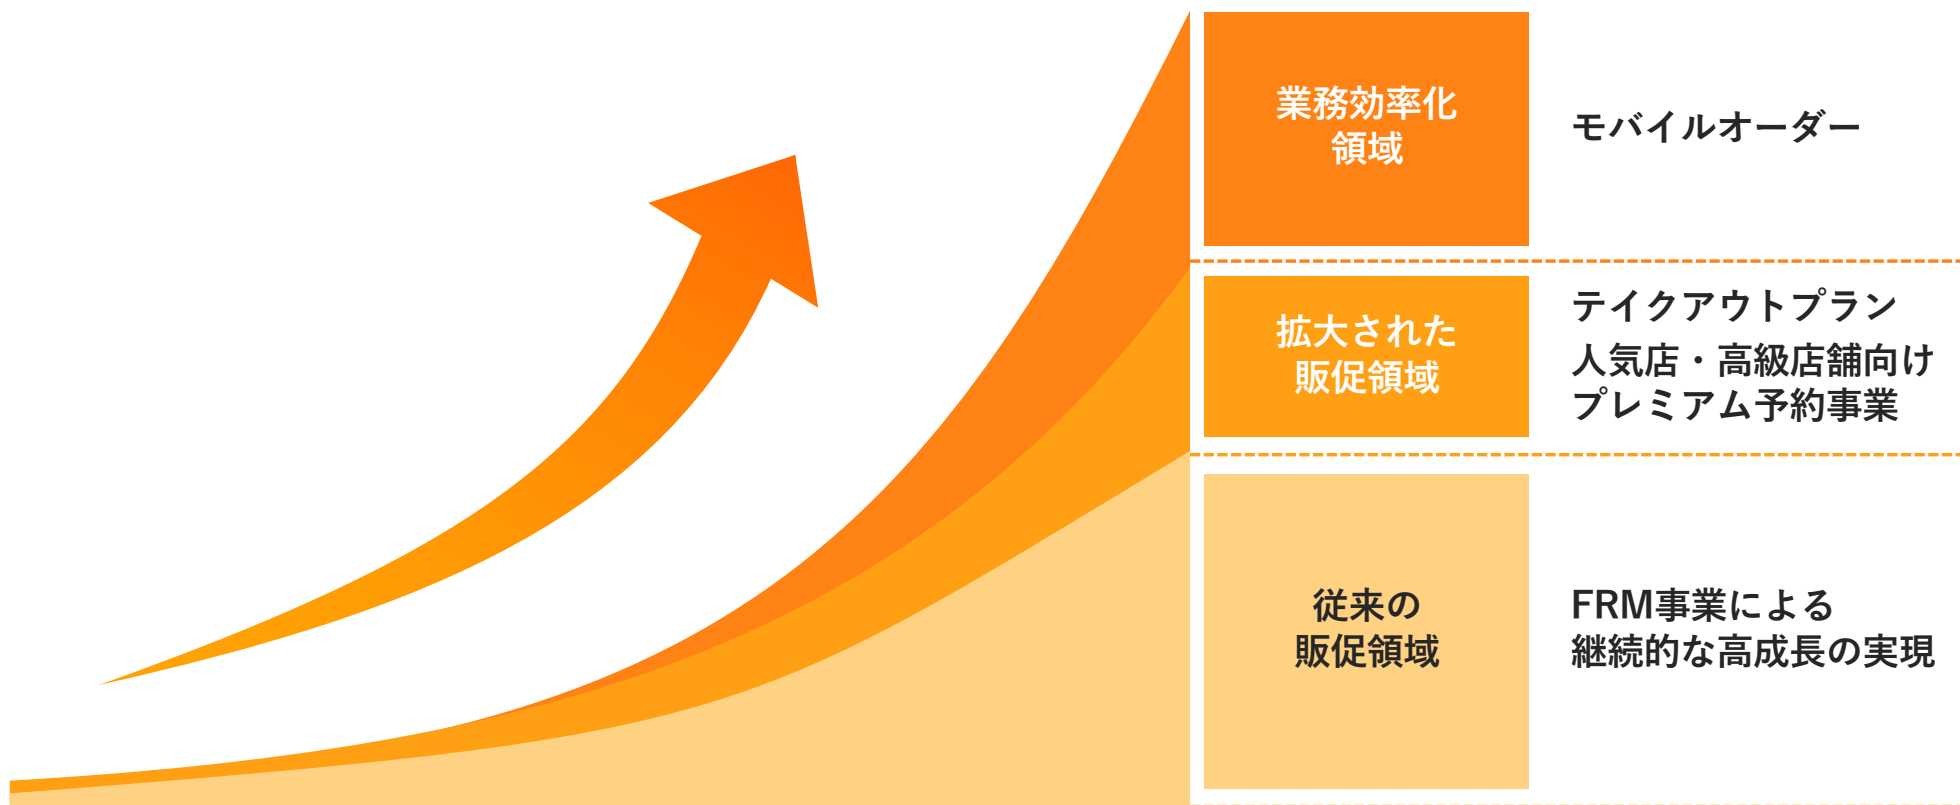 業務効率化
領域
モバイルオーダー
拡大された
販促領域
テイクアウトプラン
人気店・高級店舗向け
プレミアム予約事業
従来の
販促領域
FRM事業による
継続的な高成長の実現